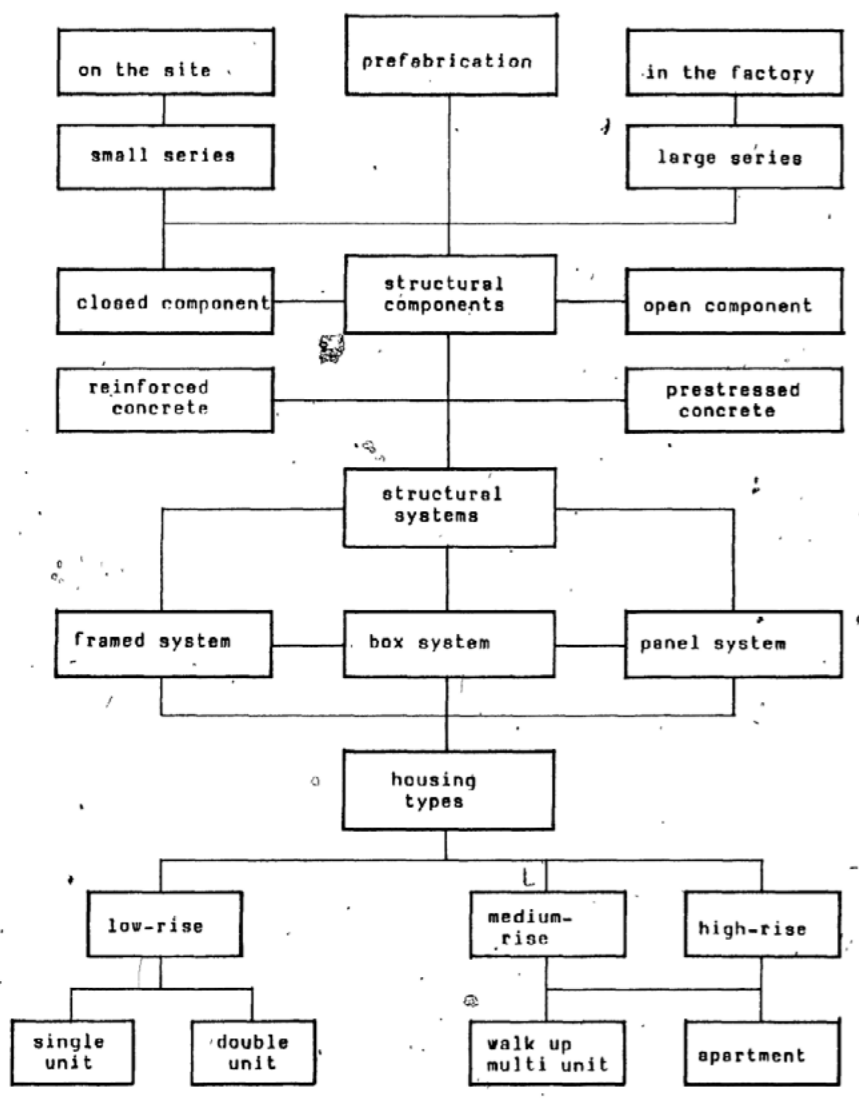 on the site
prefabrication
in the factory
small series
large series
closed component
structural
components
open component
reinforced
concrete
prestressed
concrete
structural
systems
framed system
box system
panel system
housing
types
low-rise
medium-
rise
high-rise
single
unit
double
unit
walk up
multi unit
apartment